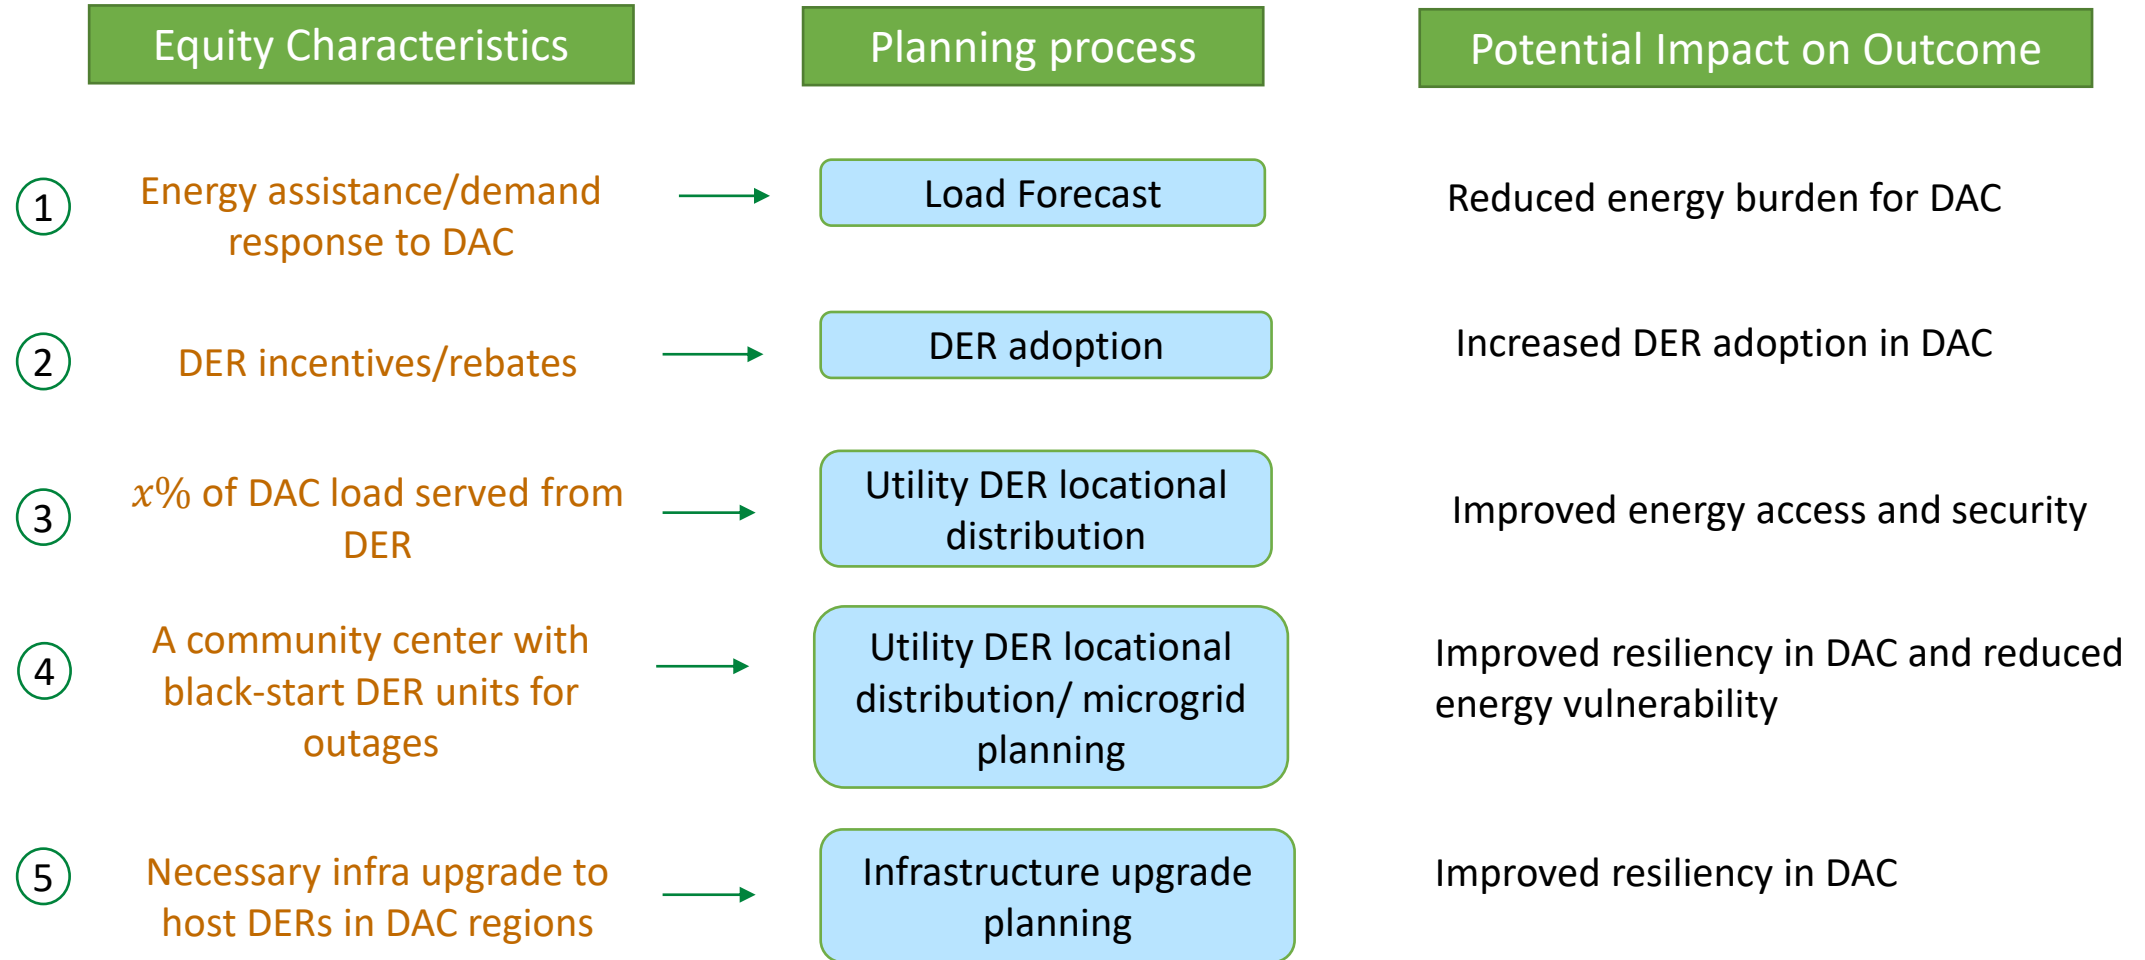 Equity Characteristics
Planning process
Potential Impact on Outcome
1
Energy assistance/demand
response to DAC
Load Forecast
Reduced energy burden for DAC
2
DER incentives/rebates
DER adoption
Increased DER adoption in DAC
3
𝑥% of DAC load served from
DER
Utility DER locational
distribution
Improved energy access and security
4
A community center with
black-start DER units for
outages
Utility DER locational
distribution/ microgrid
planning
Improved resiliency in DAC and reduced
energy vulnerability
5
Necessary infra upgrade to
host DERs in DAC regions
Infrastructure upgrade
planning
Improved resiliency in DAC